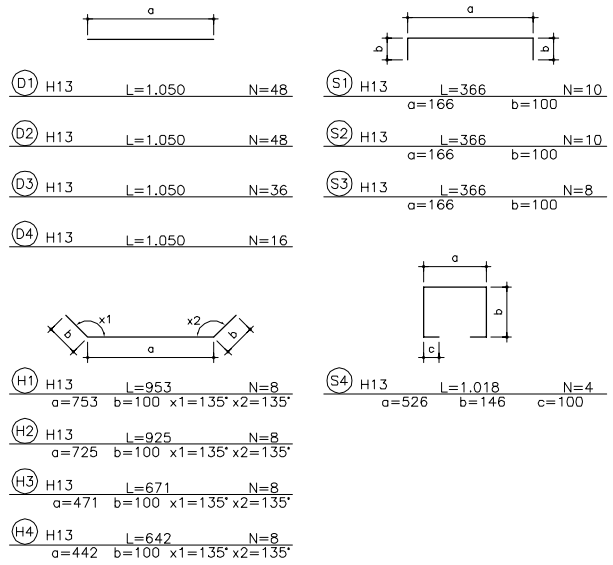 a
D1 H13 L=1.050 N=48
D2 H13 L=1.050 N=48
D3 H13 L=1.050 N=36
D4 H13 L=1.050 N=16
x1 x2
b b
a
H1 H13 L=953 N=8
a=753 b=100 x1=135° x2=135°
H2 H13 L=925 N=8
a=725 b=100 x1=135° x2=135°
H3 H13 L=671 N=8
a=471 b=100 x1=135° x2=135°
H4 H13 L=642 N=8
a=442 b=100 x1=135° x2=135°
a
b b
S1 H13 L=366 N=10
a=166 b=100
S2 H13 L=366 N=10
a=166 b=100
S3 H13 L=366 N=8
a=166 b=100
a
b
c
S4 H13 L=1.018 N=4
a=526 b=146 c=100